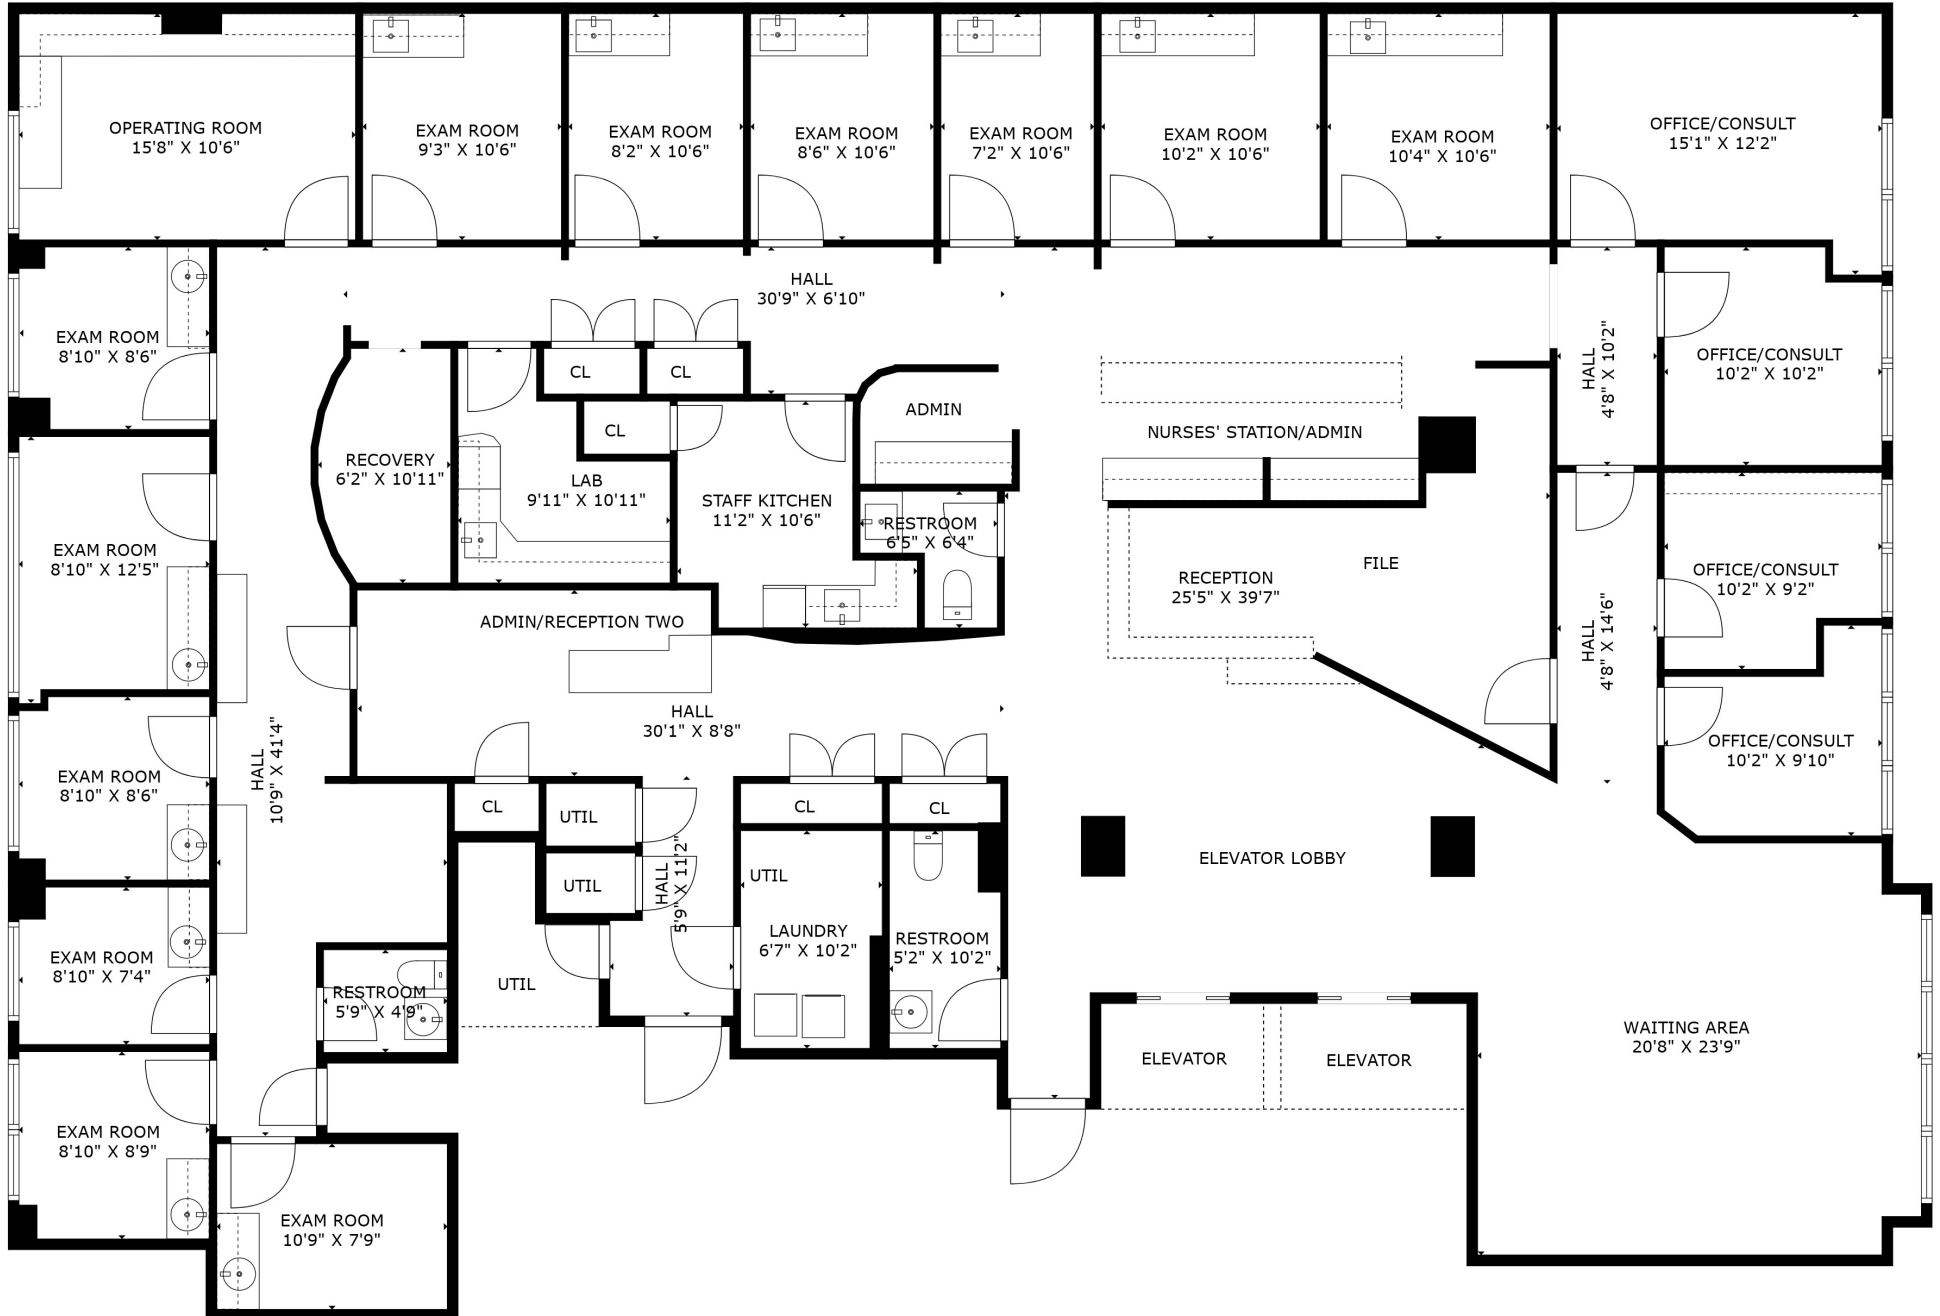 OPERATING ROOM
15'8" X 10'6"
EXAM ROOM
9'3" X 10'6"
EXAM ROOM
8'2" X 10'6"
EXAM ROOM
8'6" X 10'6"
EXAM ROOM
7'2" X 10'6"
EXAM ROOM
10'2" X 10'6"
EXAM ROOM
10'4" X 10'6"
OFFICE/CONSULT
15'1" X 12'2"
HALL
30'9" X 6'10"
EXAM ROOM
8'10" X 8'6"
CL
CL
HALL
4'8" X 10'2"
OFFICE/CONSULT
10'2" X 10'2"
ADMIN
CL
NURSES' STATION/ADMIN
RECOVERY
6'2" X 10'11"
LAB
9'11" X 10'11"
STAFF KITCHEN
11'2" X 10'6"
RESTROOM
6'5" X 6'4"
EXAM ROOM
8'10" X 12'5"
FILE
RECEPTION
25'5" X 39'7"
OFFICE/CONSULT
10'2" X 9'2"
ADMIN/RECEPTION TWO
HALL
4'8" X 14'6"
HALL
30'1" X 8'8"
OFFICE/CONSULT
10'2" X 9'10"
HALL
10'9" X 41'4"
EXAM ROOM
8'10" X 8'6"
CL
UTIL
CL
CL
ELEVATOR LOBBY
UTIL
HALL
5'9" X 11'2"
UTIL
LAUNDRY
6'7" X 10'2"
RESTROOM
5'2" X 10'2"
EXAM ROOM
8'10" X 7'4"
UTIL
RESTROOM
5'9" X 4'9"
WAITING AREA
20'8" X 23'9"
ELEVATOR
ELEVATOR
EXAM ROOM
8'10" X 8'9"
EXAM ROOM
10'9" X 7'9"